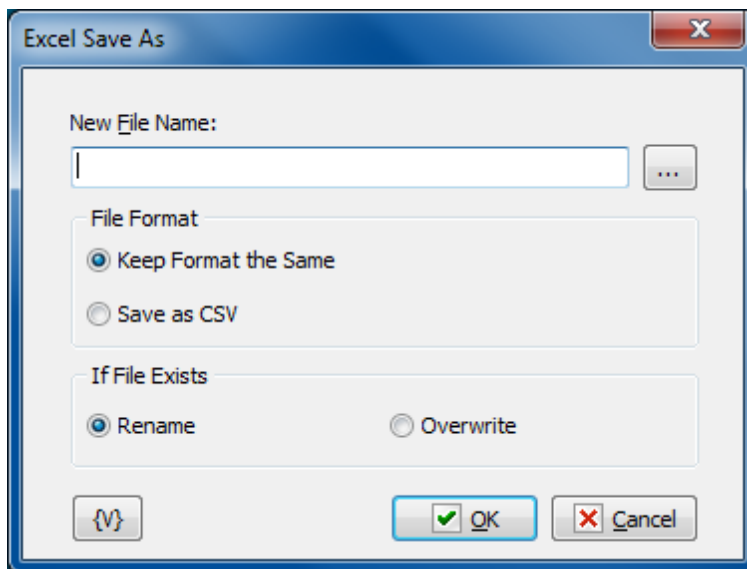 Excel Save As
New File Name:
...
File Format
Keep Format the Same
Save as CSV
If File Exists
Rename Overwrite
{V} OK Cancel